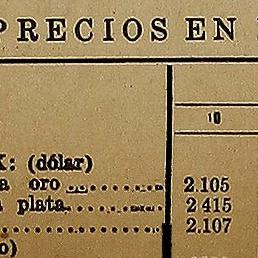 PRECIOS EN
10
: (dólar)
a oro ........ 2.105
plata........ 2 415
........ 2.107
o)